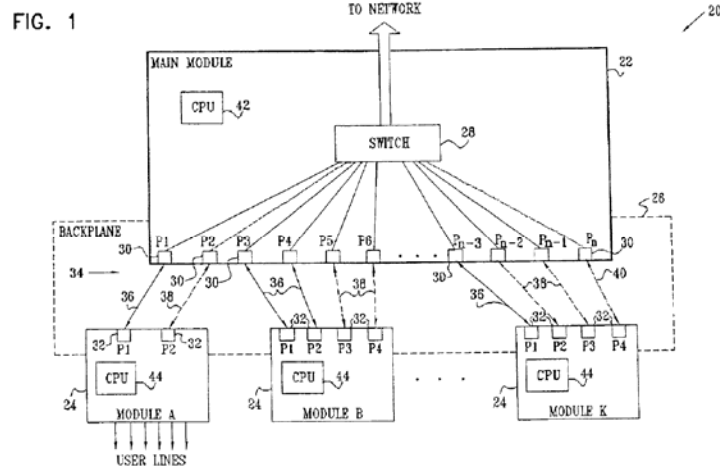 FIG. 1
TO NETWORK
20
MAIN MODULE
22
CPU
42
SWITCH
28
26
BACKPLANE
P1 P2 P3 P4 P5 P6 . . . Pn-3 Pn-2 Pn-1 Pn
30 30 30 30 30
34
36 38 36 38 36 38 40
32 32 32 32 32 32
P1 P2 P1 P2 P3 P4 P1 P2 P3 P4
CPU 44 CPU 44 CPU 44
24 24 24
MODULE A MODULE B . . . . MODULE K
USER LINES